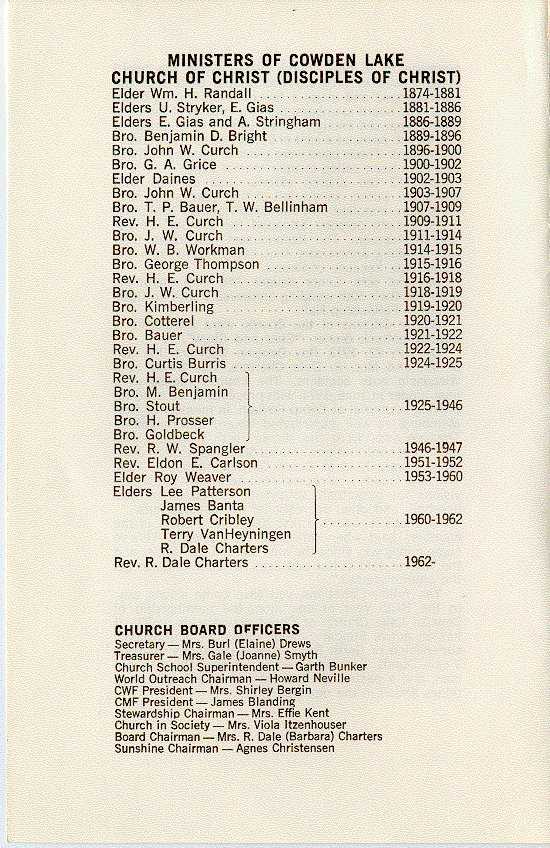 MINISTERS OF COWDEN LAKE
CHURCH OF CHRIST (DISCIPLES OF CHRIST)
Elder Wm. H. Randall ..................... 1874-1881
Elders U. Stryker, E. Gias ................. 1881-1886
Elders E. Gias and A. Stringham ........... 1886-1889
Bro. Benjamin D. Bright ................... 1889-1896
Bro. John W. Curch ....................... 1896-1900
Bro. G. A. Grice .......................... 1900-1902
Elder Daines ............................. 1902-1903
Bro. John W. Curch ....................... 1903-1907
Bro. T. P. Bauer, T. W. Bellinham .......... 1907-1909
Rev. H. E. Curch ......................... 1909-1911
Bro. J. W. Curch ......................... 1911-1914
Bro. W. B. Workman ...................... 1914-1915
Bro. George Thompson .................... 1915-1916
Rev. H. E. Curch ......................... 1916-1918
Bro. J. W. Curch ......................... 1918-1919
Bro. Kimberling .......................... 1919-1920
Bro. Cotterel ............................ 1920-1921
Bro. Bauer .............................. 1921-1922
Rev. H. E. Curch ......................... 1922-1924
Bro. Curtis Burris ......................... 1924-1925
Rev. H. E. Curch
Bro. M. Benjamin
Bro. Stout ..................... 1925-1946
Bro. H. Prosser
Bro. Goldbeck
Rev. R. W. Spangler ...................... 1946-1947
Rev. Eldon E. Carlson ..................... 1951-1952
Elder Roy Weaver ........................ 1953-1960
Elders Lee Patterson
James Banta
Robert Cribley ............. 1960-1962
Terry VanHeyningen
R. Dale Charters
Rev. R. Dale Charters ..................... 1962-
CHURCH BOARD OFFICERS
Secretary — Mrs. Burl (Elaine) Drews
Treasurer — Mrs. Gale (Joanne) Smyth
Church School Superintendent — Garth Bunker
World Outreach Chairman — Howard Neville
CWF President — Mrs. Shirley Bergin
CMF President — James Blanding
Stewardship Chairman — Mrs. Effie Kent
Church in Society — Mrs. Viola Itzenhouser
Board Chairman — Mrs. R. Dale (Barbara) Charters
Sunshine Chairman — Agnes Christensen